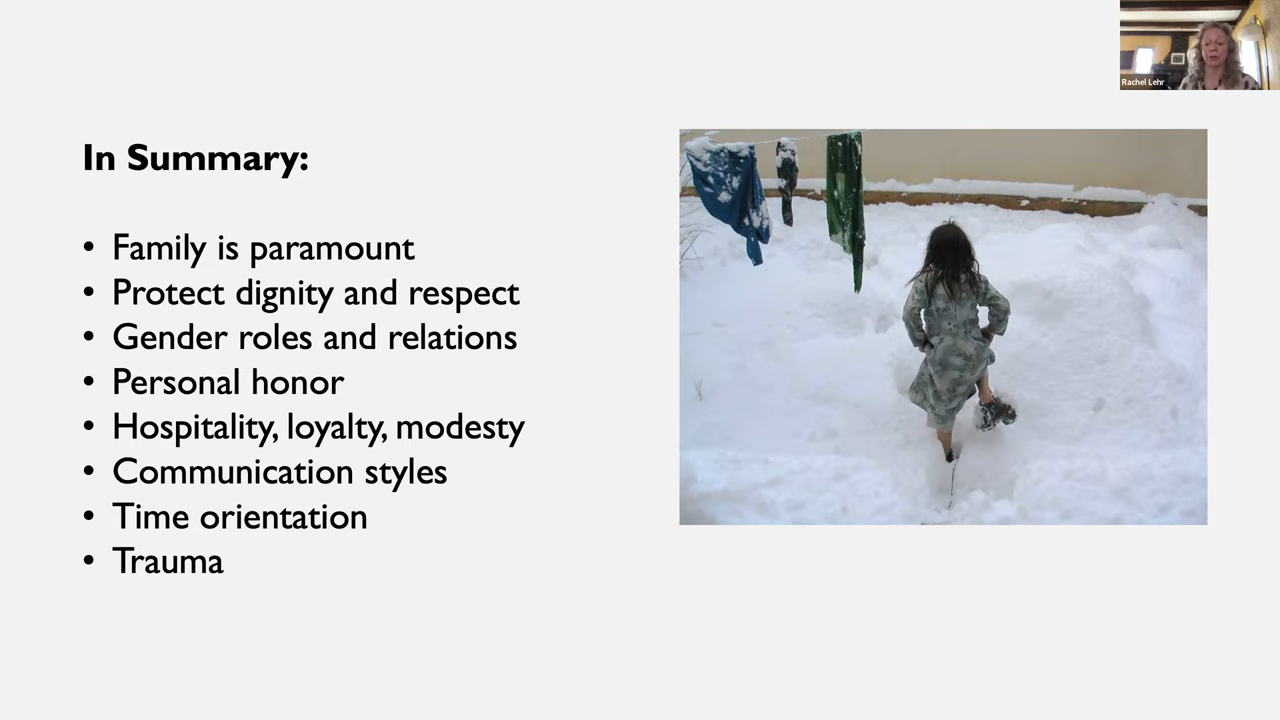 Rachel Lehr
In Summary:
• Family is paramount
• Protect dignity and respect
• Gender roles and relations
• Personal honor
• Hospitality, loyalty, modesty
• Communication styles
• Time orientation
• Trauma